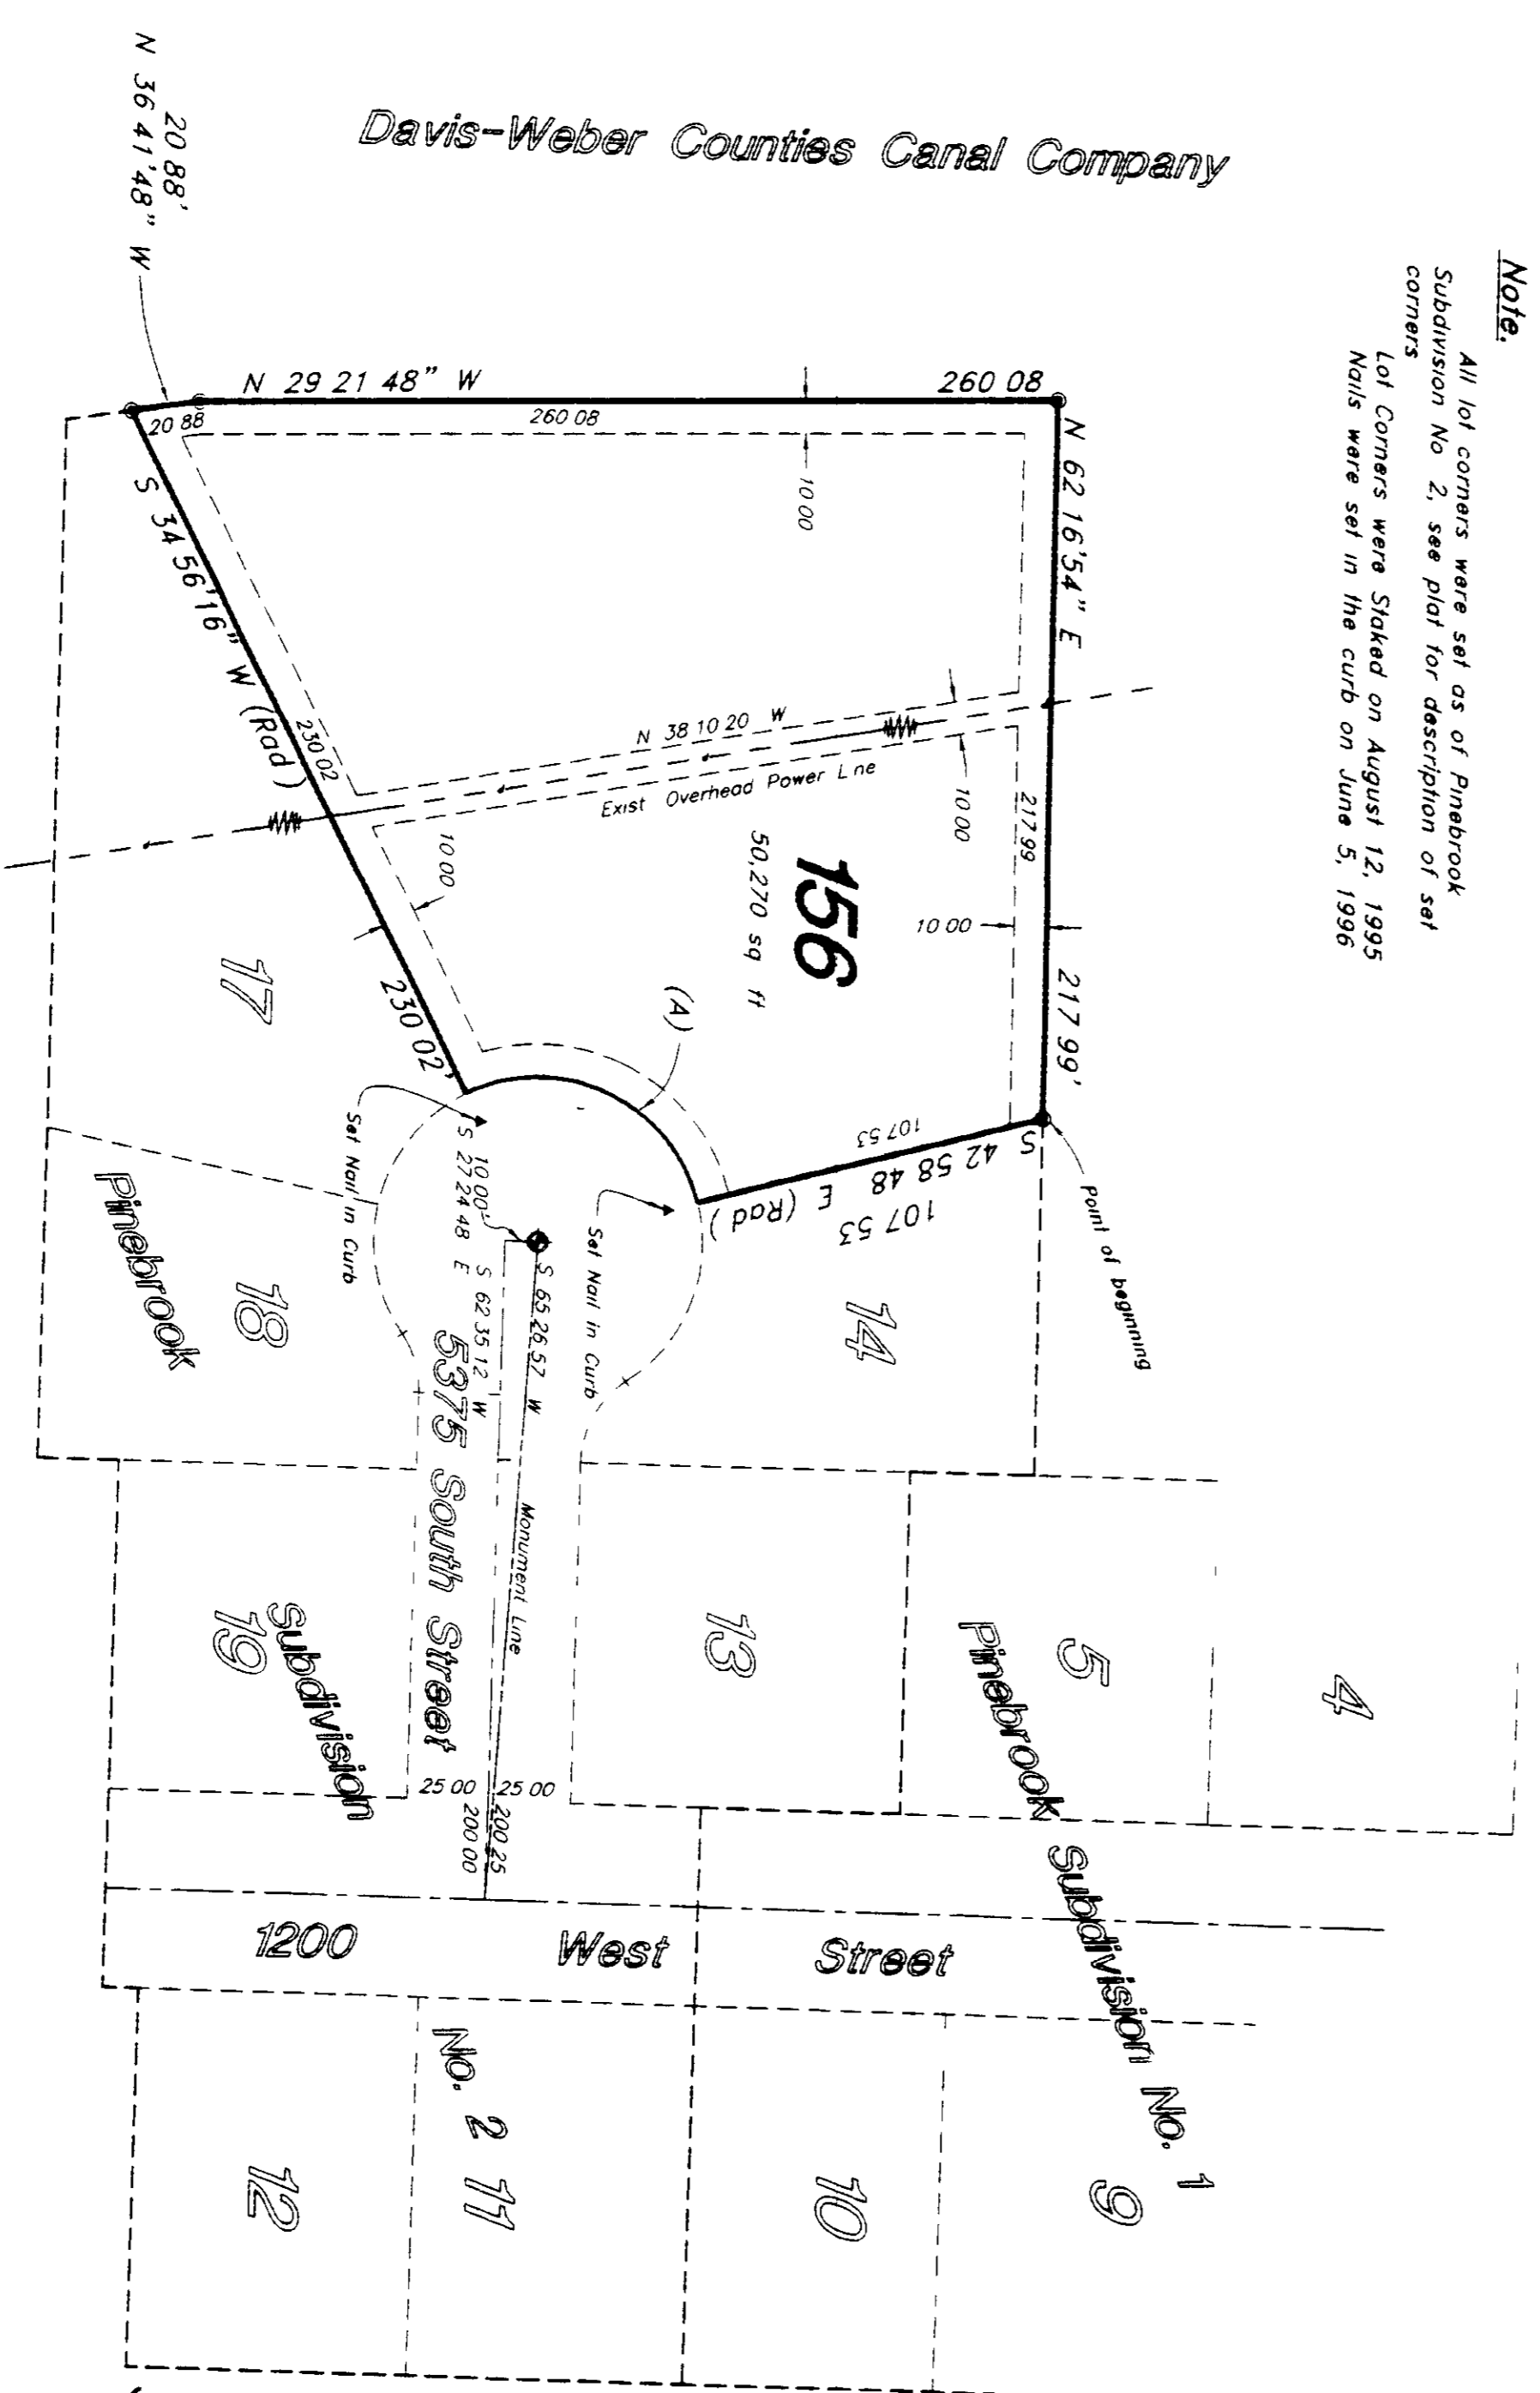 Note.
All lot corners were set as of Pinebrook
Subdivision No 2, see plat for description of set
corners
Lot Corners were Staked on August 12, 1995
Nails were set in the curb on June 5, 1996
Davis-Weber Counties Canal Company
20 88'
N 36 41'48" W
N 29 21 48" W
260 08
260 08
20 88
N 62 16'54" E
217 99'
217 99
10 00
10 00
10 00
10 00
N 38 10 20 W
Exist Overhead Power Lne
156
50,270 sq ft
(A)
S 34 56'16" W (Rad )
230 02
230 02'
S 42 58 48 E (Rad )
107 53
107 53
Point of beginning
Set Nail in Curb
Set Nail in Curb
10 00'
S 27 24 48 E
S 62 35 12 W
S 65 26 57 W
Monument Line
5375 South Street
25 00
25 00
200 25
200 00
17
18
14
19
13
5
4
Pinebrook
Subdivision
No. 2
Pinebrook Subdivision No. 1
1200 West Street
12
11
10
9